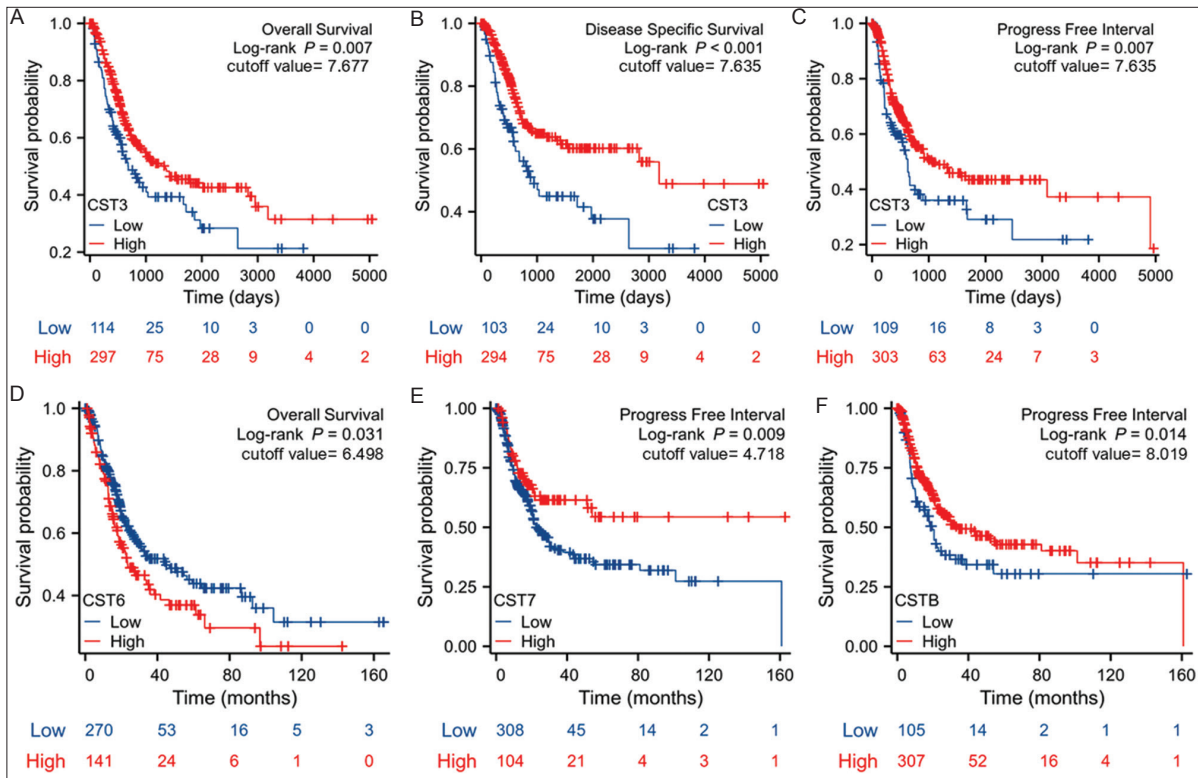 A
Overall Survival
Log-rank P = 0.007
cutoff value= 7.677
Survival probability
1.0
0.8
0.6
0.4
0.2
CST3
Low
High
0 1000 2000 3000 4000 5000
Time (days)
Low 114 25 10 3 0 0
High 297 75 28 9 4 2
B
Disease Specific Survival
Log-rank P < 0.001
cutoff value= 7.635
Survival probability
1.0
0.8
0.6
0.4
CST3
Low
High
0 1000 2000 3000 4000 5000
Time (days)
Low 103 24 10 3 0 0
High 294 75 28 9 4 2
C
Progress Free Interval
Log-rank P = 0.007
cutoff value= 7.635
Survival probability
1.0
0.8
0.6
0.4
0.2
CST3
Low
High
0 1000 2000 3000 4000 5000
Time (days)
Low 109 16 8 3 0
High 303 63 24 7 3
D
Overall Survival
Log-rank P = 0.031
cutoff value= 6.498
Survival probability
1.0
0.8
0.6
0.4
CST6
Low
High
0 40 80 120 160
Time (months)
Low 270 53 16 5 3
High 141 24 6 1 0
E
Progress Free Interval
Log-rank P = 0.009
cutoff value= 4.718
Survival probability
1.00
0.75
0.50
0.25
0.00
CST7
Low
High
0 40 80 120 160
Time (months)
Low 308 45 14 2 1
High 104 21 4 3 1
F
Progress Free Interval
Log-rank P = 0.014
cutoff value= 8.019
Survival probability
1.00
0.75
0.50
0.25
0.00
CSTB
Low
High
0 40 80 120 160
Time (months)
Low 105 14 2 1 1
High 307 52 16 4 1